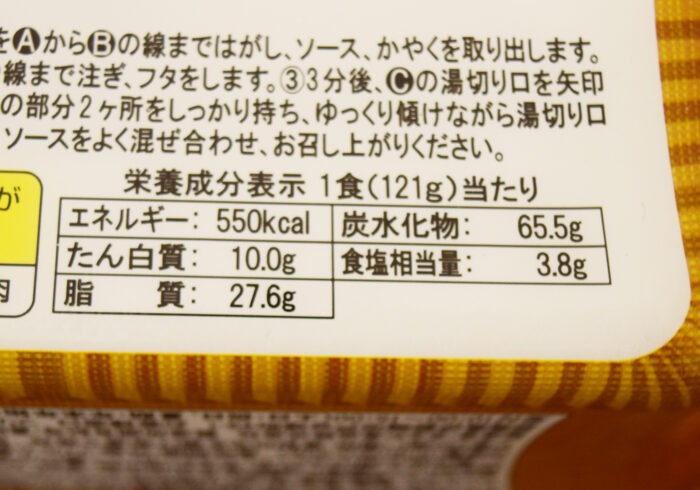 をAからBの線まではがし、ソース、かやくを取り出します。
線まで注ぎ、フタをします。③3分後、Cの湯切り口を矢印
の部分2ヶ所をしっかり持ち、ゆっくり傾けながら湯切り口
ソースをよく混ぜ合わせ、お召し上がりください。
が
肉
栄養成分表示 1食(121g)当たり
エネルギー: 550kcal 炭水化物: 65.5g
たん白質: 10.0g 食塩相当量: 3.8g
脂 質: 27.6g